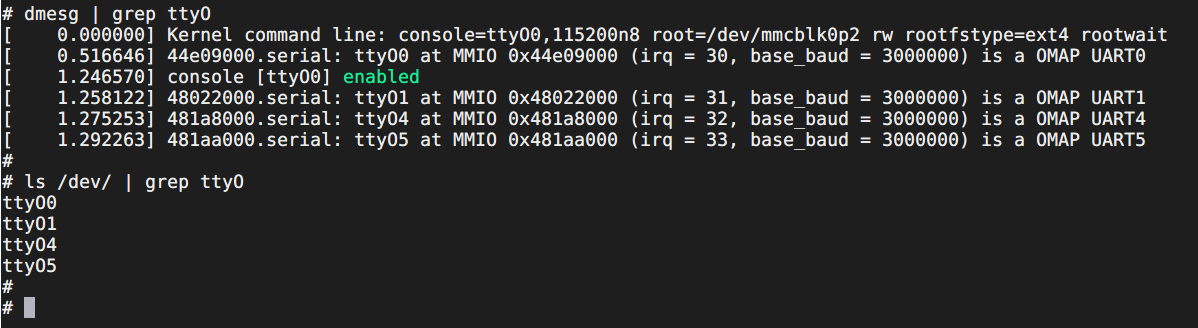 # dmesg | grep ttyO
[    0.000000] Kernel command line: console=ttyO0,115200n8 root=/dev/mmcblk0p2 rw rootfstype=ext4 rootwait
[    0.516646] 44e09000.serial: ttyO0 at MMIO 0x44e09000 (irq = 30, base_baud = 3000000) is a OMAP UART0
[    1.246570] console [ttyO0] enabled
[    1.258122] 48022000.serial: ttyO1 at MMIO 0x48022000 (irq = 31, base_baud = 3000000) is a OMAP UART1
[    1.275253] 481a8000.serial: ttyO4 at MMIO 0x481a8000 (irq = 32, base_baud = 3000000) is a OMAP UART4
[    1.292263] 481aa000.serial: ttyO5 at MMIO 0x481aa000 (irq = 33, base_baud = 3000000) is a OMAP UART5
#
# ls /dev/ | grep ttyO
ttyO0
ttyO1
ttyO4
ttyO5
#
#